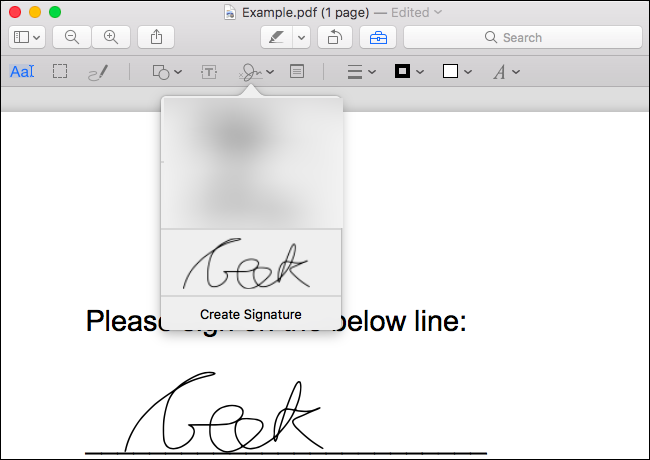 Example.pdf (1 page) — Edited
Search
AaI
T
A
Geek
Create Signature
Please sign on the below line:
Geek